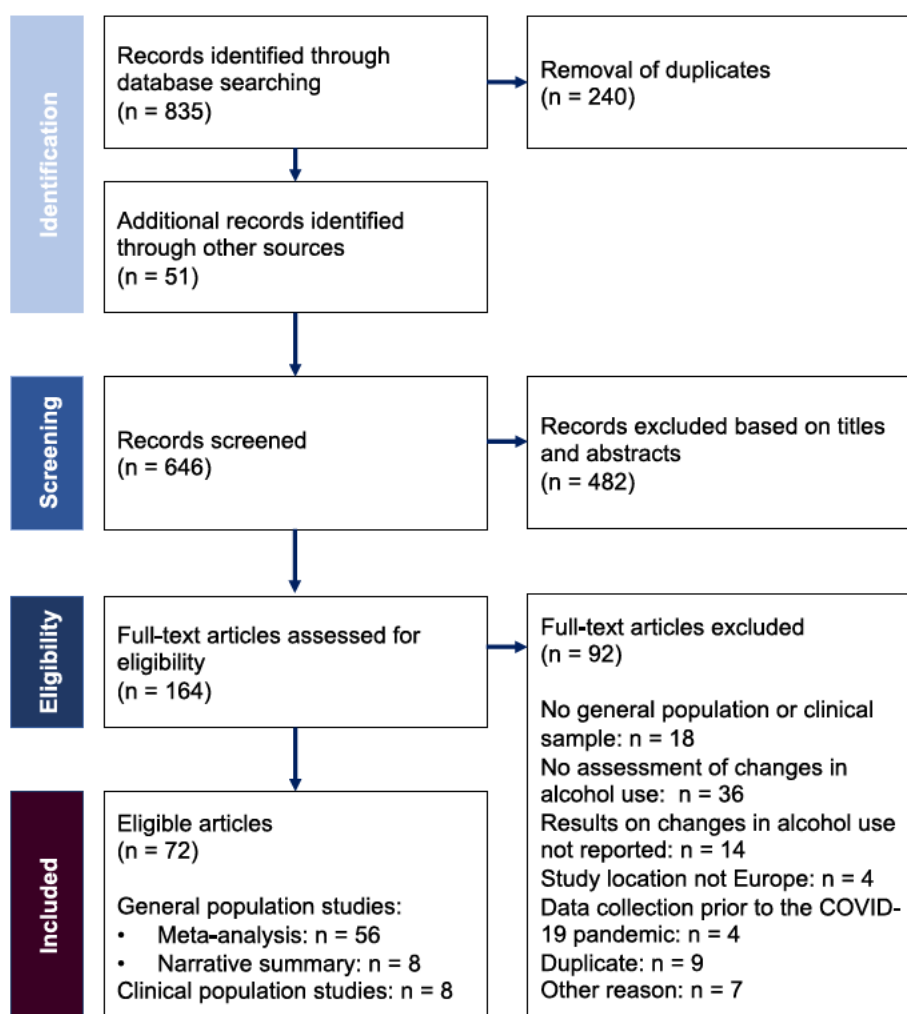 Identification
Records identified through
database searching
(n = 835)
Removal of duplicates
(n = 240)
Additional records identified
through other sources
(n = 51)
Screening
Records screened
(n = 646)
Records excluded based on titles
and abstracts
(n = 482)
Eligibility
Full-text articles assessed for
eligibility
(n = 164)
Full-text articles excluded
(n = 92)
No general population or clinical
sample: n = 18
No assessment of changes in
alcohol use: n = 36
Results on changes in alcohol use
not reported: n = 14
Study location not Europe: n = 4
Data collection prior to the COVID-
19 pandemic: n = 4
Duplicate: n = 9
Other reason: n = 7
Included
Eligible articles
(n = 72)
General population studies:
• Meta-analysis: n = 56
• Narrative summary: n = 8
Clinical population studies: n = 8